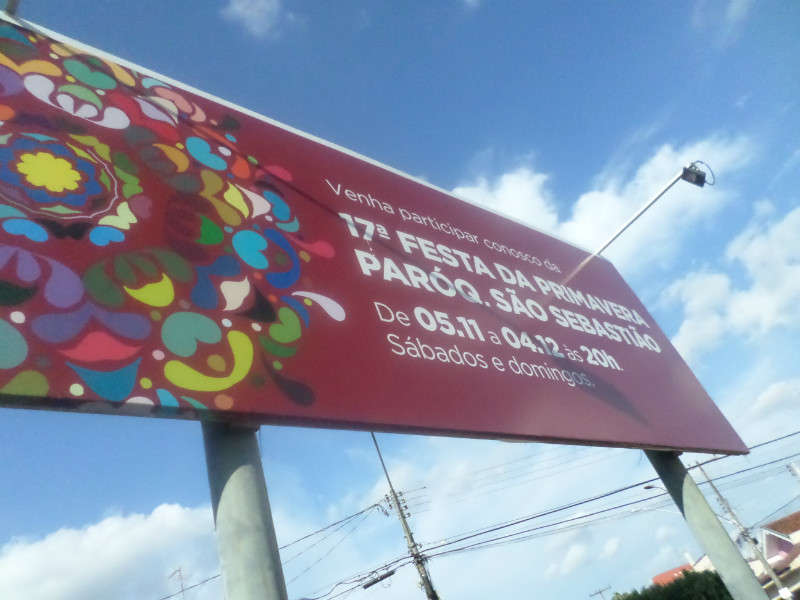 Venha participar conosco da
17ª FESTA DA PRIMAVERA
PARÓQ. SÃO SEBASTIÃO
De 05.11 a 04.12 às 20h.
Sábados e domingos.